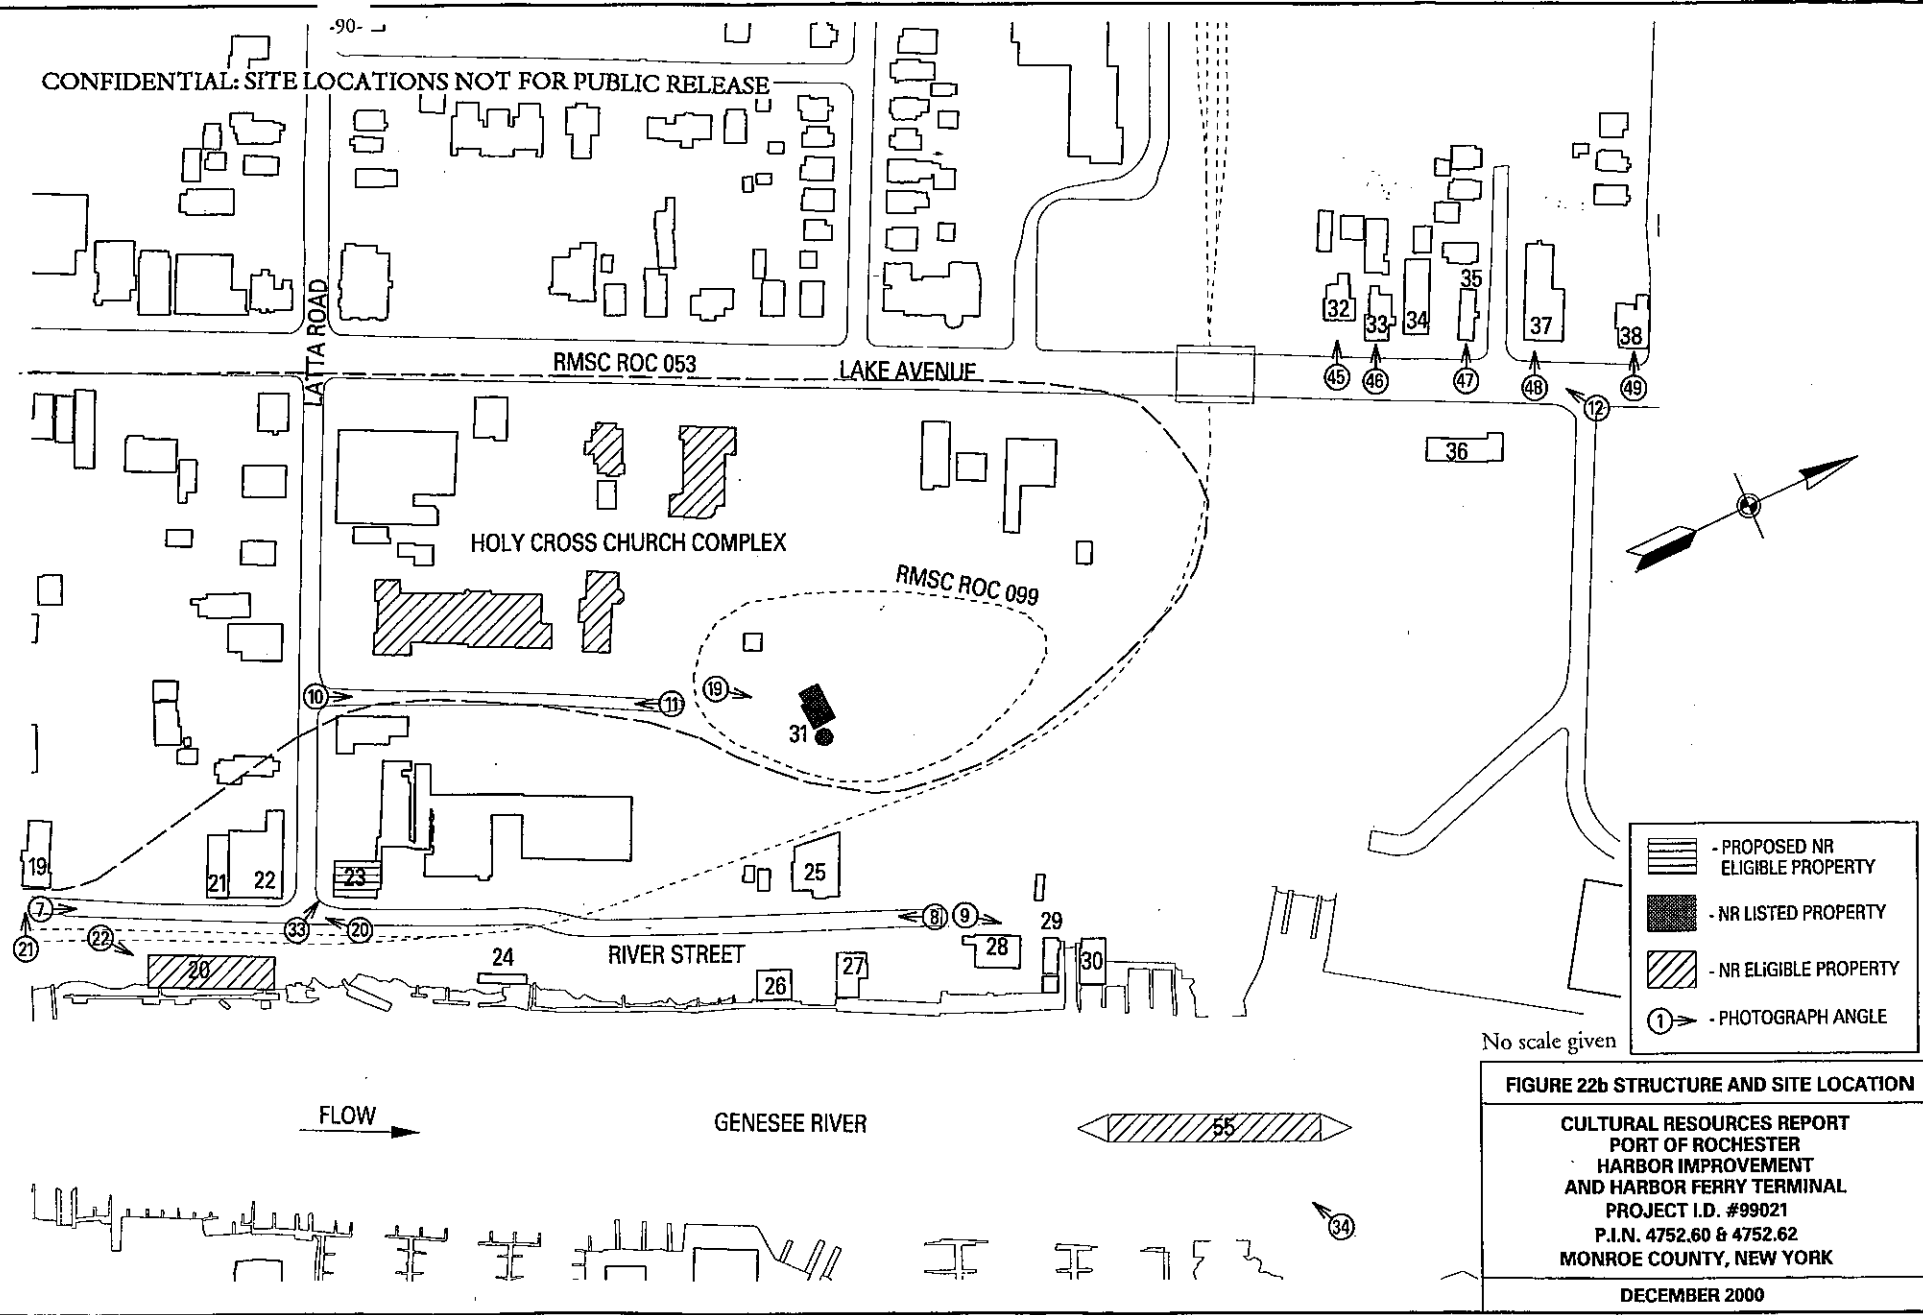 -90-
CONFIDENTIAL: SITE LOCATIONS NOT FOR PUBLIC RELEASE
LATTA ROAD
RMSC ROC 053
LAKE AVENUE
32
33
34
35
37
38
45
46
47
48
49
12
36
HOLY CROSS CHURCH COMPLEX
RMSC ROC 099
10
11
19
31
19
21
22
23
25
7
21
22
33
20
8
9
29
20
24
RIVER STREET
26
27
28
30
- PROPOSED NR
ELIGIBLE PROPERTY
- NR LISTED PROPERTY
- NR ELIGIBLE PROPERTY
1 - PHOTOGRAPH ANGLE
No scale given
FLOW
GENESEE RIVER
55
34
FIGURE 22b STRUCTURE AND SITE LOCATION
CULTURAL RESOURCES REPORT
PORT OF ROCHESTER
HARBOR IMPROVEMENT
AND HARBOR FERRY TERMINAL
PROJECT I.D. #99021
P.I.N. 4752.60 & 4752.62
MONROE COUNTY, NEW YORK
DECEMBER 2000